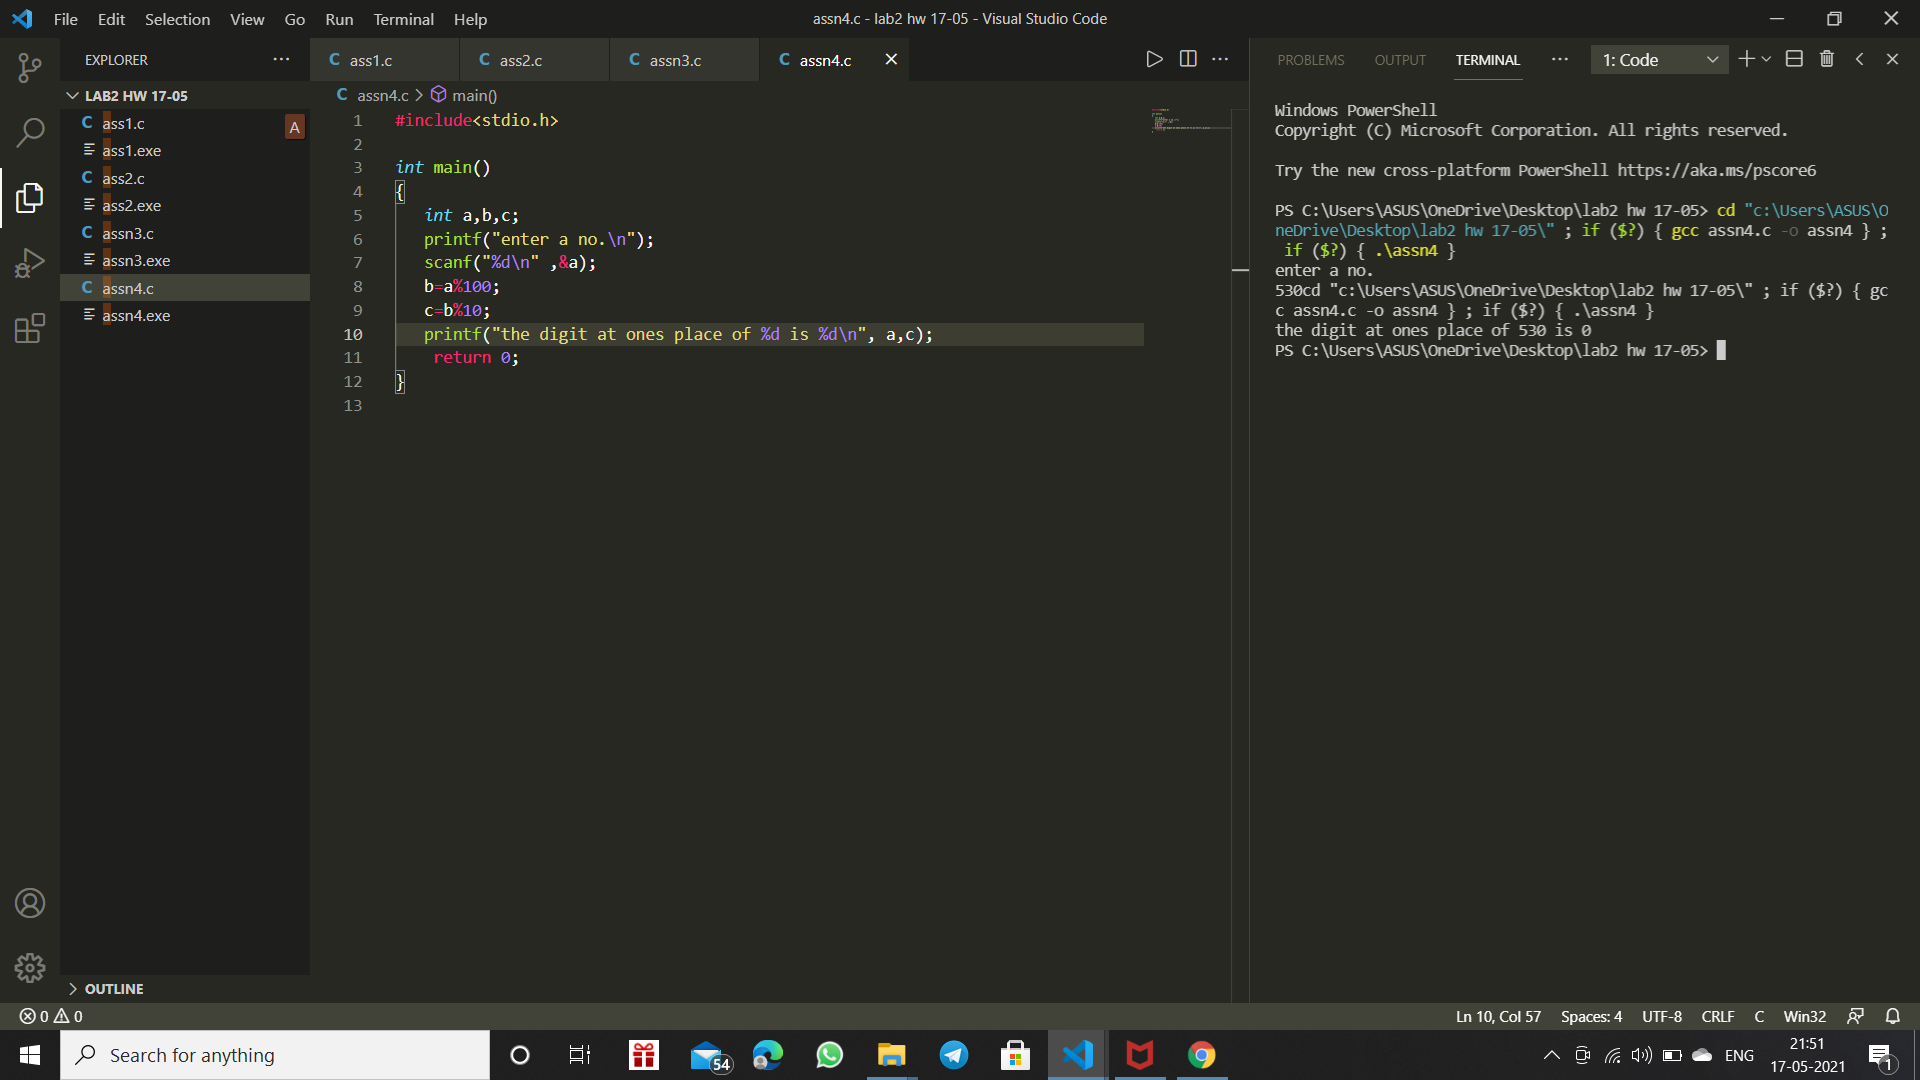 File Edit Selection View Go Run Terminal Help
assn4.c - lab2 hw 17-05 - Visual Studio Code
EXPLORER
LAB2 HW 17-05
ass1.c
A
ass1.exe
ass2.c
ass2.exe
assn3.c
assn3.exe
assn4.c
assn4.exe
OUTLINE
ass1.c ass2.c assn3.c assn4.c
assn4.c > main()
1 #include<stdio.h>
2
3 int main()
4 {
5 int a,b,c;
6 printf("enter a no.\n");
7 scanf("%d\n" ,&a);
8 b=a%100;
9 c=b%10;
10 printf("the digit at ones place of %d is %d\n", a,c);
11 return 0;
12 }
13
PROBLEMS OUTPUT TERMINAL 1: Code
Windows PowerShell
Copyright (C) Microsoft Corporation. All rights reserved.
Try the new cross-platform PowerShell https://aka.ms/pscore6
PS C:\Users\ASUS\OneDrive\Desktop\lab2 hw 17-05> cd "c:\Users\ASUS\O
neDrive\Desktop\lab2 hw 17-05\" ; if ($?) { gcc assn4.c -o assn4 } ;
if ($?) { .\assn4 }
enter a no.
530cd "c:\Users\ASUS\OneDrive\Desktop\lab2 hw 17-05\" ; if ($?) { gc
c assn4.c -o assn4 } ; if ($?) { .\assn4 }
the digit at ones place of 530 is 0
PS C:\Users\ASUS\OneDrive\Desktop\lab2 hw 17-05>
0 0
Ln 10, Col 57 Spaces: 4 UTF-8 CRLF C Win32
Search for anything
54
ENG
21:51
17-05-2021
1